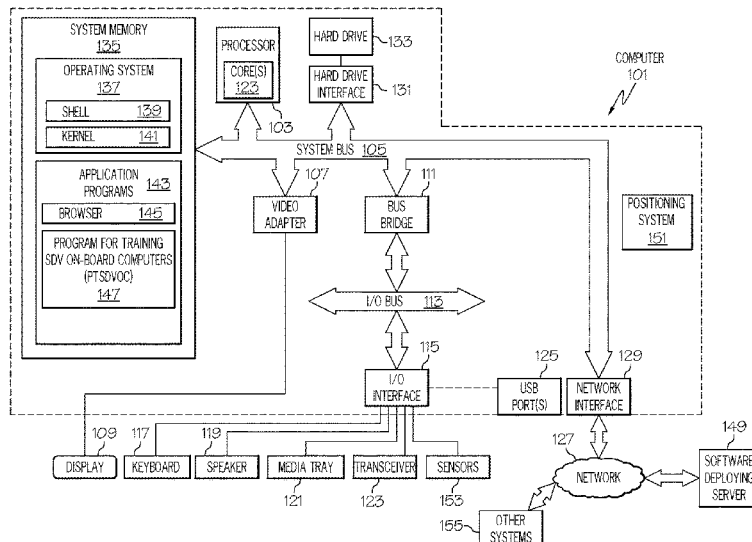 SYSTEM MEMORY
135
OPERATING SYSTEM
137
SHELL 139
KERNEL 141
APPLICATION PROGRAMS 143
BROWSER 145
PROGRAM FOR TRAINING
SDV ON-BOARD COMPUTERS
(PTSDVOC)
147
PROCESSOR
CORE(S)
123
103
HARD DRIVE
133
HARD DRIVE
INTERFACE
131
COMPUTER
101
SYSTEM BUS 105
107
VIDEO
ADAPTER
111
BUS
BRIDGE
POSITIONING
SYSTEM
151
I/O BUS 113
115
I/O
INTERFACE
125
USB
PORT(S)
129
NETWORK
INTERFACE
109
DISPLAY
117
KEYBOARD
119
SPEAKER
MEDIA TRAY
121
TRANSCEIVER
123
SENSORS
153
127
NETWORK
149
SOFTWARE
DEPLOYING
SERVER
OTHER
SYSTEMS
155